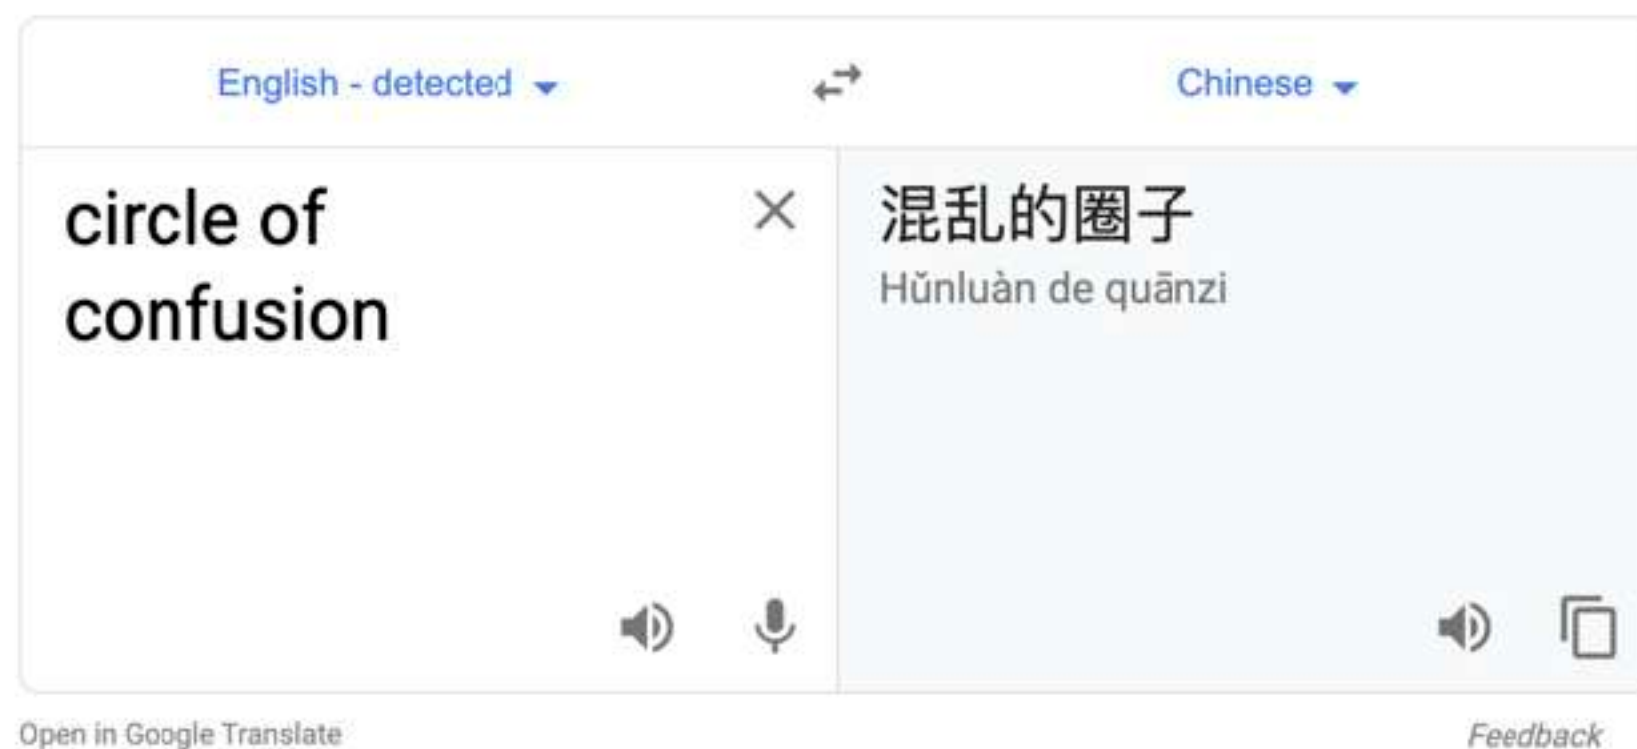 English - detected
Chinese
circle of
confusion
混乱的圈子
Hǔnluàn de quānzi
Open in Google Translate
Feedback